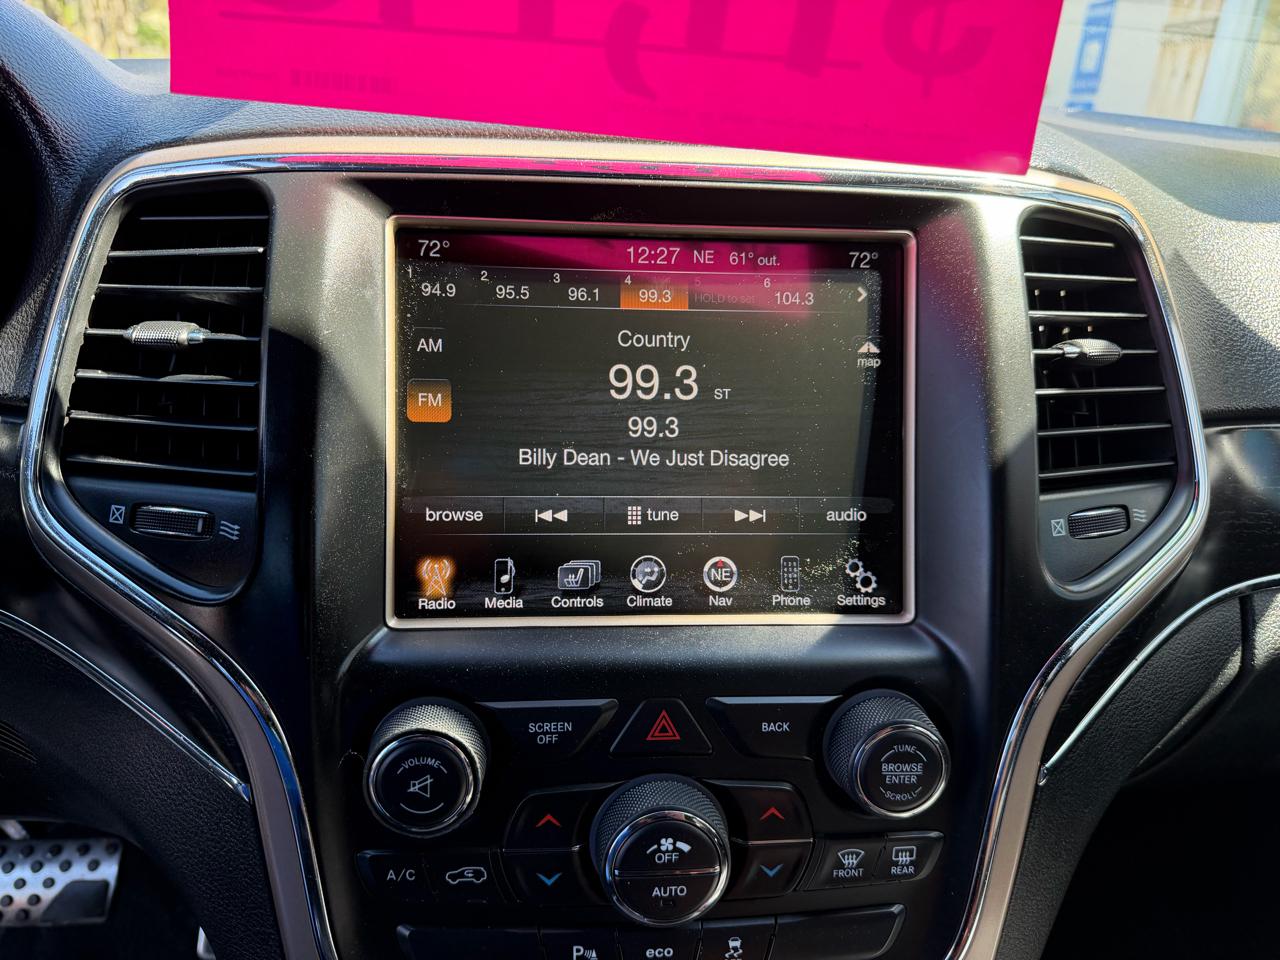 72° 12:27 NE 61° out. 72°
1 94.9 2 95.5 3 96.1 4 99.3 5 HOLD to set 6 104.3
AM
Country
map
99.3 ST
FM
99.3
Billy Dean - We Just Disagree
browse tune audio
NE
Radio Media Controls Climate Nav Phone Settings
SCREEN
OFF
BACK
VOLUME
TUNE
BROWSE
ENTER
SCROLL
OFF
AUTO
A/C
FRONT
REAR
P
eco